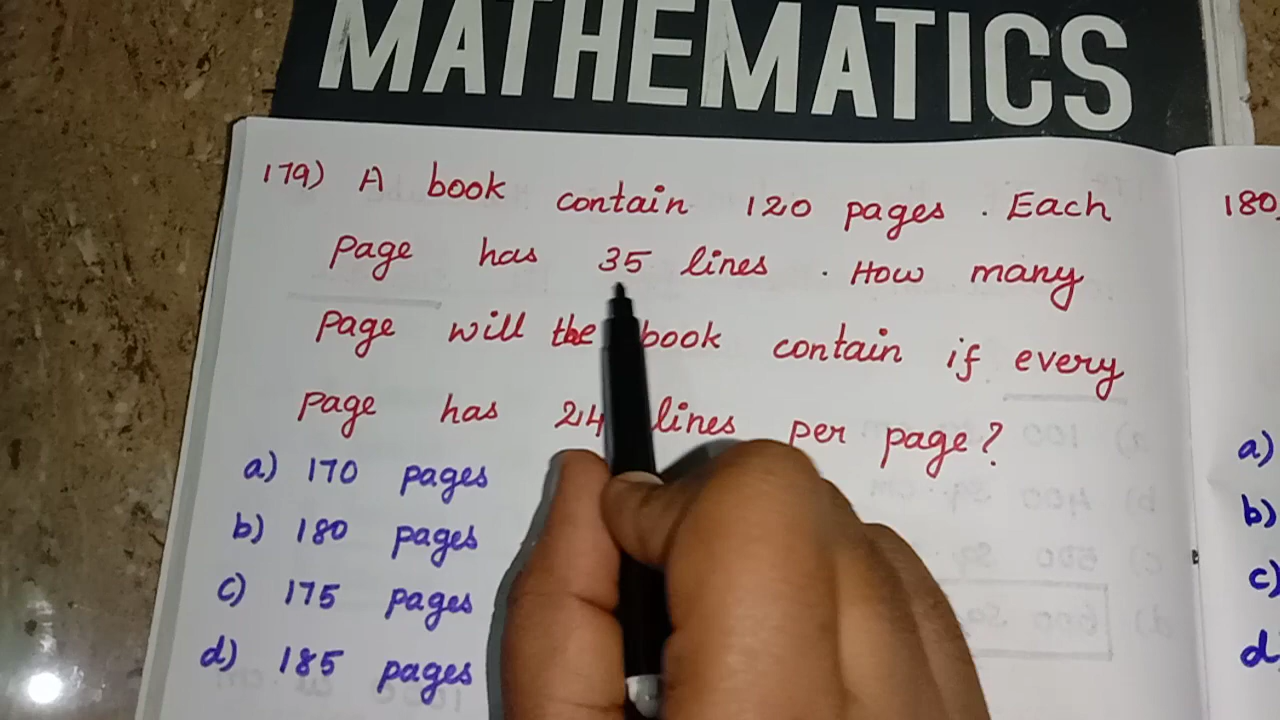 MATHEMATICS
179) A book contain 120 pages . Each
page has 35 lines . How many
page will the book contain if every
page has 24 lines per page?
a) 170 pages
b) 180 pages
c) 175 pages
d) 185 pages
180
a)
b)
c)
d